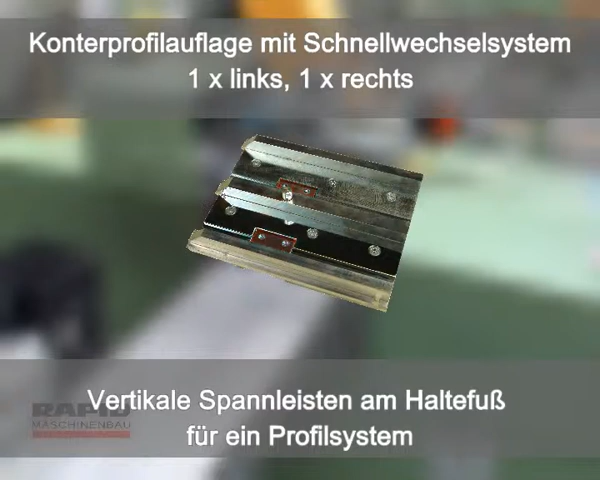 Konterprofilauflage mit Schnellwechselsystem
1 x links, 1 x rechts
Vertikale Spannleisten am Haltefuß
für ein Profilsystem
RAPID
MASCHINENBAU